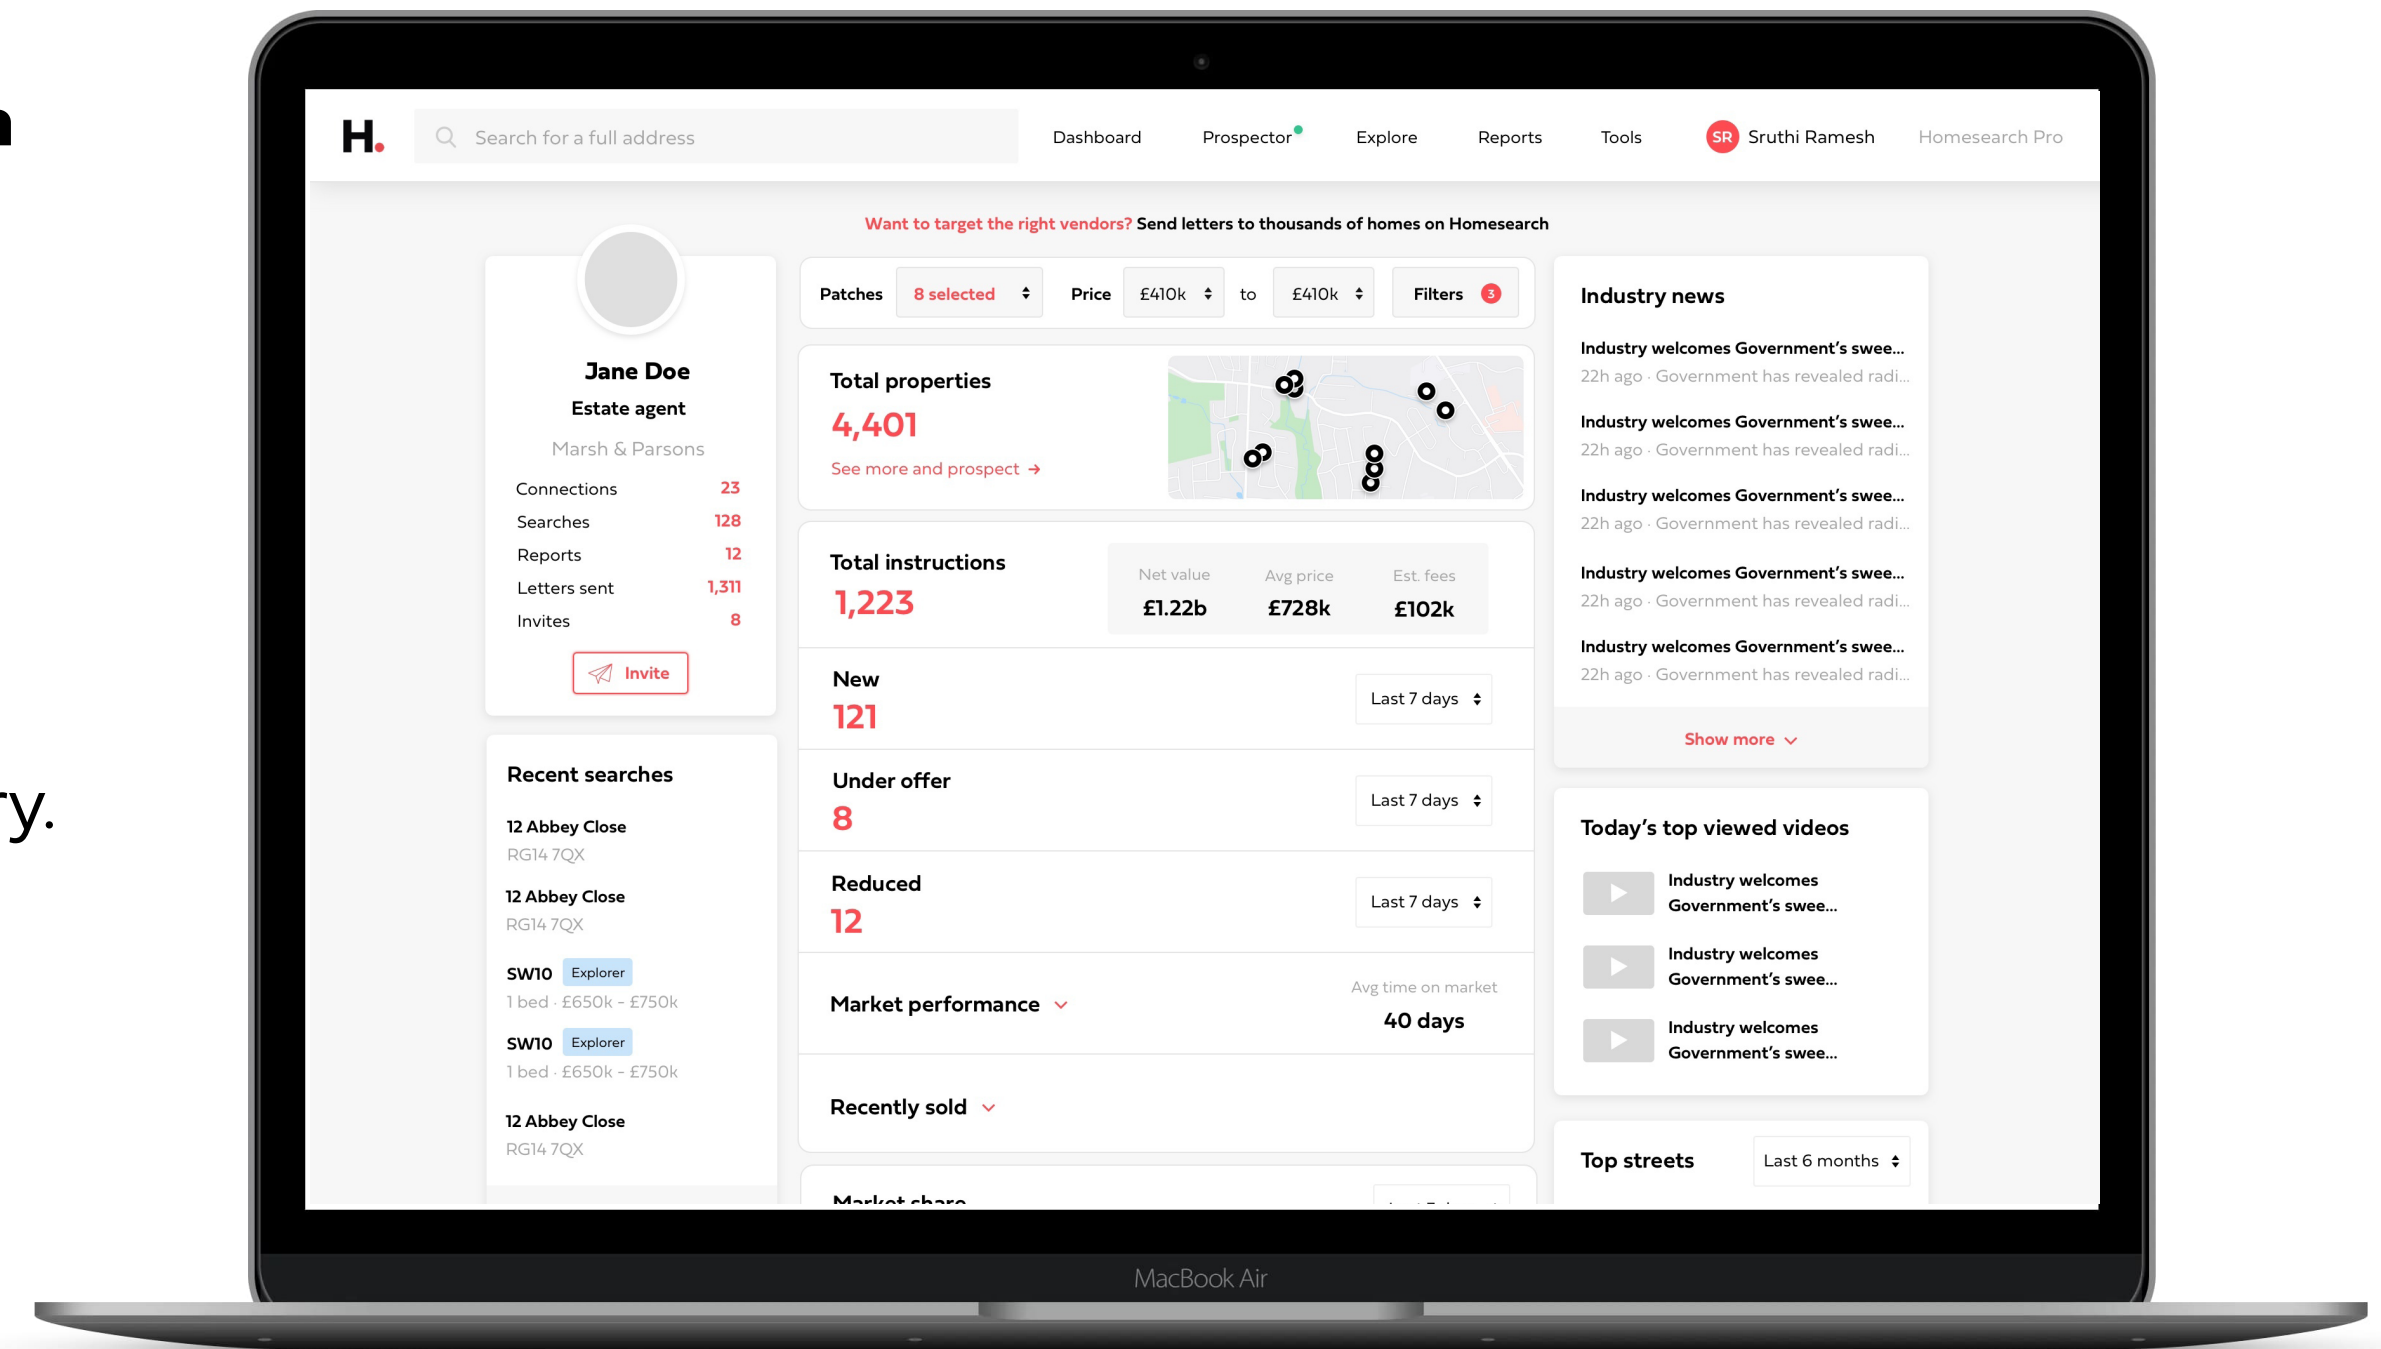 ry.
H.
Search for a full address
Dashboard
Prospector
Explore
Reports
Tools
SR
Sruthi Ramesh
Homesearch Pro
Want to target the right vendors? Send letters to thousands of homes on Homesearch
Jane Doe
Estate agent
Marsh & Parsons
Connections 23
Searches 128
Reports 12
Letters sent 1,311
Invites 8
Invite
Recent searches
12 Abbey Close
RG14 7QX
12 Abbey Close
RG14 7QX
SW10 Explorer
1 bed · £650k - £750k
SW10 Explorer
1 bed · £650k - £750k
12 Abbey Close
RG14 7QX
Patches 8 selected Price £410k to £410k Filters 3
Total properties
4,401
See more and prospect →
Total instructions
1,223
Net value Avg price Est. fees
£1.22b £728k £102k
New
121
Last 7 days
Under offer
8
Last 7 days
Reduced
12
Last 7 days
Market performance
Avg time on market
40 days
Recently sold
Market share
Industry news
Industry welcomes Government’s swee...
22h ago · Government has revealed radi...
Industry welcomes Government’s swee...
22h ago · Government has revealed radi...
Industry welcomes Government’s swee...
22h ago · Government has revealed radi...
Industry welcomes Government’s swee...
22h ago · Government has revealed radi...
Industry welcomes Government’s swee...
22h ago · Government has revealed radi...
Show more
Today’s top viewed videos
Industry welcomes
Government’s swee...
Industry welcomes
Government’s swee...
Industry welcomes
Government’s swee...
Top streets
Last 6 months
MacBook Air